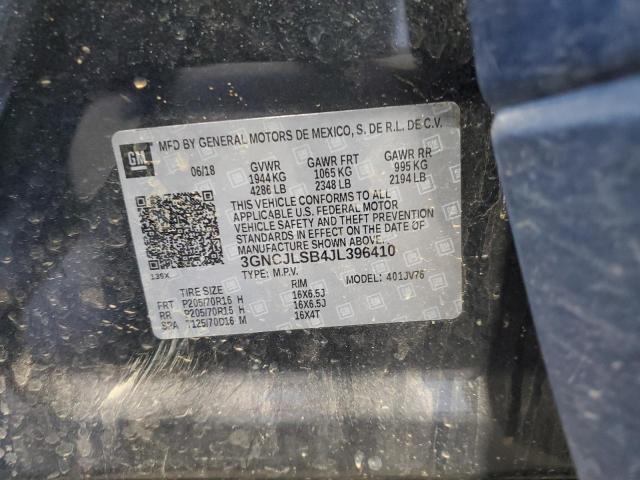 MFD BY GENERAL MOTORS DE MEXICO, S. DE R.L. DE C.V.
GM
06/18 GVWR GAWR FRT GAWR RR
1944 KG 1065 KG 995 KG
4286 LB 2348 LB 2194 LB
THIS VEHICLE CONFORMS TO ALL
APPLICABLE U.S. FEDERAL MOTOR
VEHICLE SAFETY AND THEFT PREVENTION
STANDARDS IN EFFECT ON THE DATE
OF MANUFACTURE SHOWN ABOVE.
3GNCJLSB4JL396410
139X
TYPE: M.P.V. MODEL: 401JV76
TIRE SIZE RIM
FRT P205/70R16 H 16X6.5J
RR P205/70R16 H 16X6.5J
SPA T125/70D16 M 16X4T